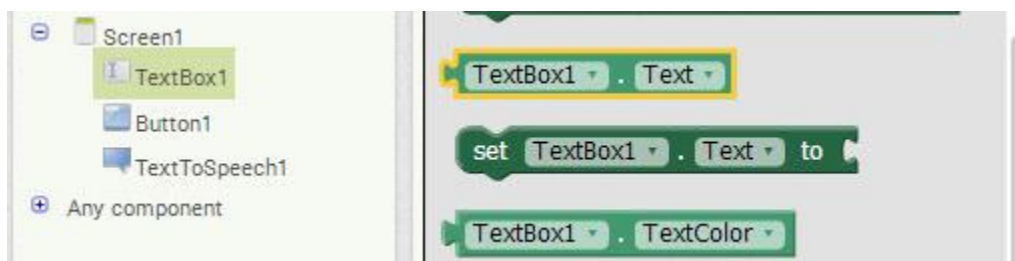 Screen1
TextBox1
Button1
TextToSpeech1
Any component
TextBox1 . Text
set TextBox1 . Text to
TextBox1 . TextColor